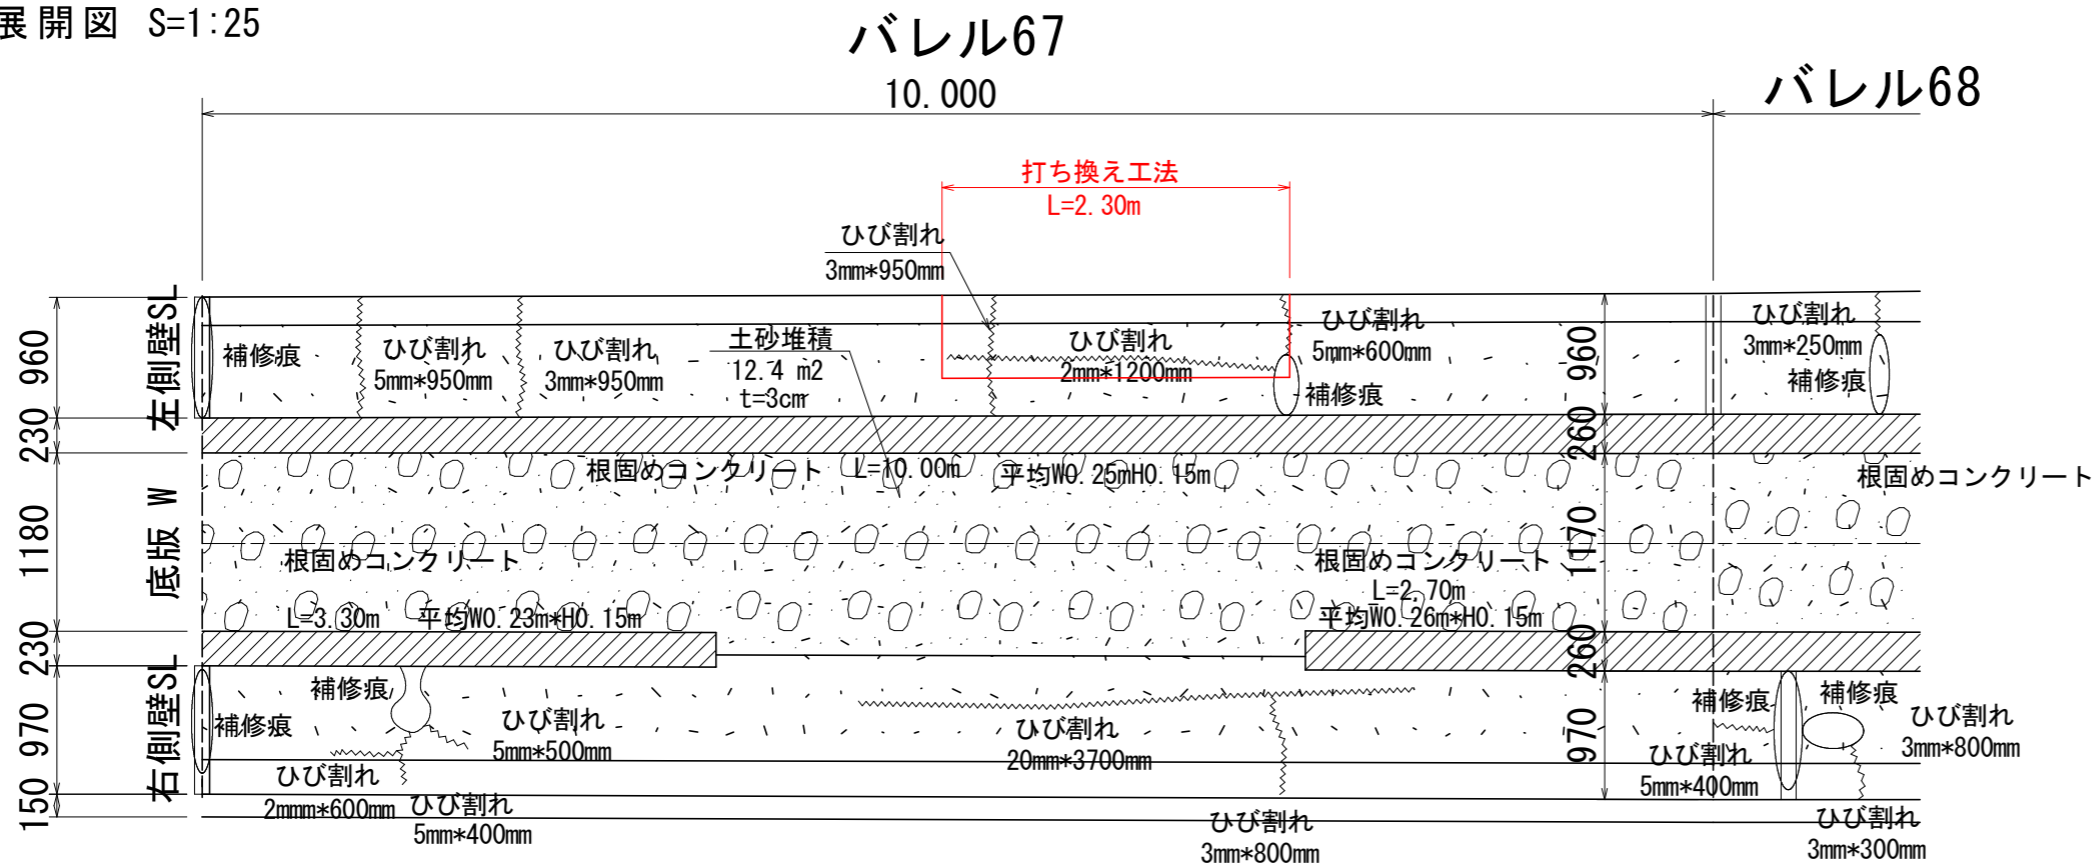 展開図 S=1:25
バレル67
10.000
バレル68
打ち換え工法
L=2.30m
ひび割れ
3mm*950mm
左側壁SL
960
補修痕
ひび割れ
5mm*950mm
ひび割れ
3mm*950mm
土砂堆積
12.4 m2
t=3cm
ひび割れ
2mm*1200mm
ひび割れ
5mm*600mm
補修痕
960
ひび割れ
3mm*250mm
補修痕
230
260
底版 W
1180
根固めコンクリート L=10.00m 平均W0.25mH0.15m
根固めコンクリート
根固めコンクリート
L=3.30m 平均W0.23m*H0.15m
根固めコンクリート
L=2.70m
平均W0.26m*H0.15m
1170
230
260
右側壁SL
970
補修痕
補修痕
ひび割れ
5mm*500mm
ひび割れ
2mmm*600mm
ひび割れ
5mm*400mm
ひび割れ
20mm*3700mm
ひび割れ
3mm*800mm
970
補修痕
補修痕
ひび割れ
5mm*400mm
ひび割れ
3mm*800mm
ひび割れ
3mm*300mm
150